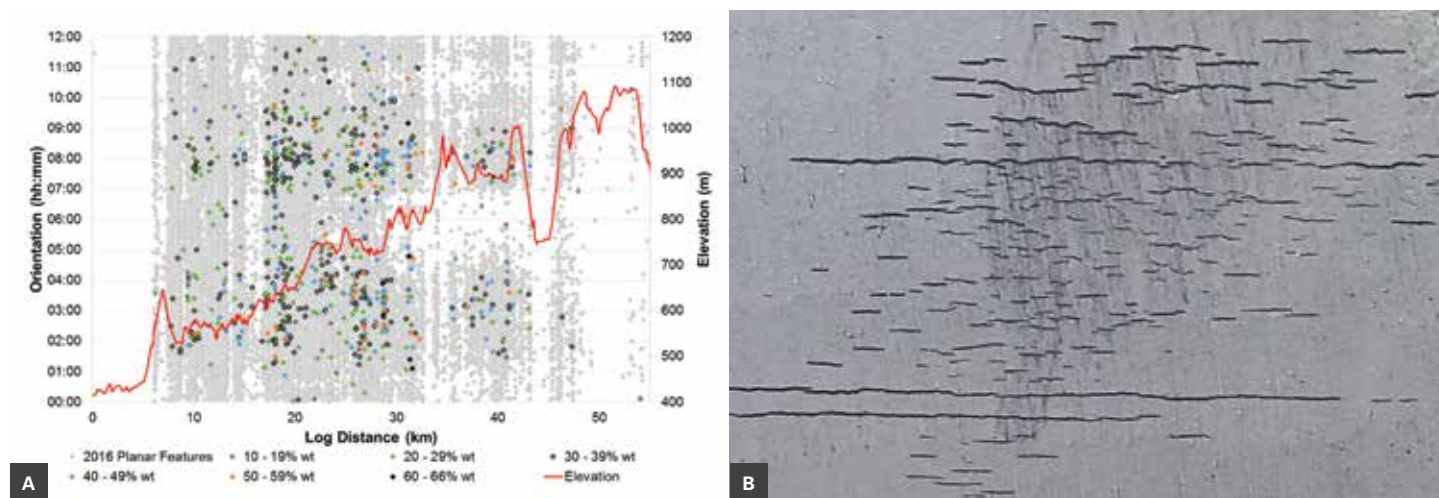 12:00
11:00
10:00
09:00
08:00
07:00
06:00
05:00
04:00
03:00
02:00
01:00
00:00
Orientation (hh:mm)
1200
1100
1000
900
800
700
600
500
400
Elevation (m)
0 10 20 30 40 50
Log Distance (km)
2016 Planar Features 10 - 19% wt 20 - 29% wt 30 - 39% wt
40 - 49% wt 50 - 59% wt 60 - 66% wt Elevation
A
B